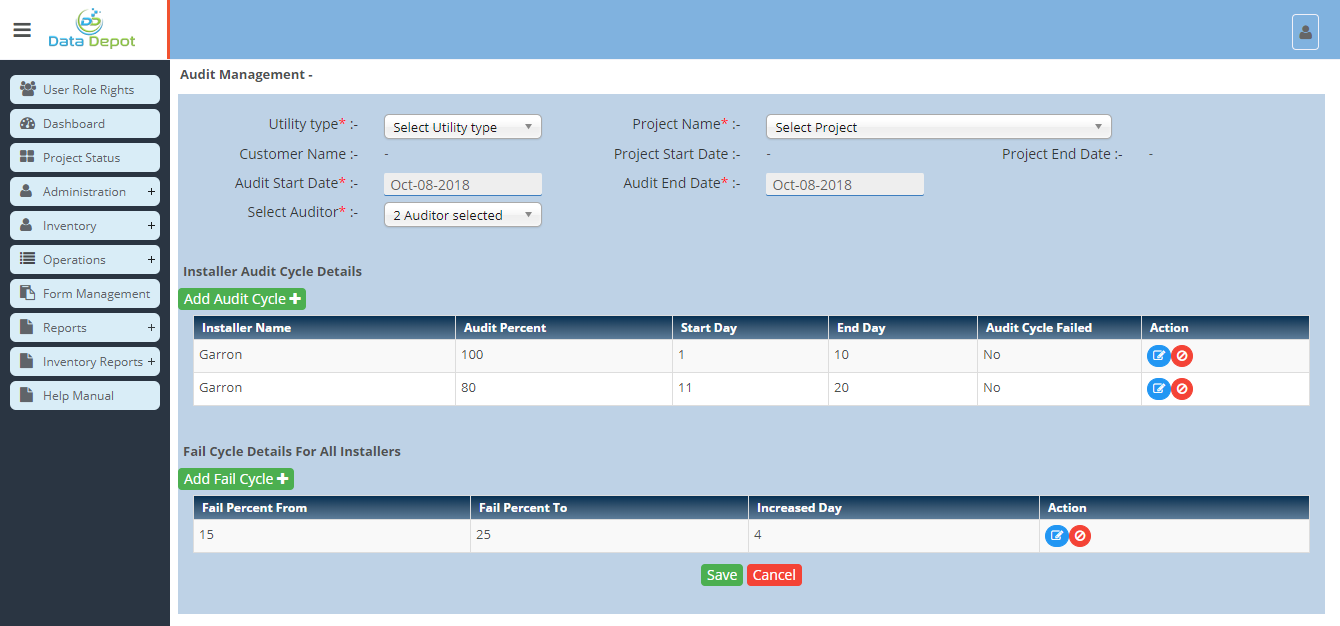 Data Depot
User Role Rights
Dashboard
Project Status
Administration +
Inventory +
Operations +
Form Management
Reports +
Inventory Reports +
Help Manual
Audit Management -
Utility type* :- Select Utility type Project Name* :- Select Project
Customer Name :- - Project Start Date :- - Project End Date :- -
Audit Start Date* :- Oct-08-2018 Audit End Date* :- Oct-08-2018
Select Auditor* :- 2 Auditor selected
Installer Audit Cycle Details
Add Audit Cycle +
Installer Name Audit Percent Start Day End Day Audit Cycle Failed Action
Garron 100 1 10 No
Garron 80 11 20 No
Fail Cycle Details For All Installers
Add Fail Cycle +
Fail Percent From Fail Percent To Increased Day Action
15 25 4
Save Cancel